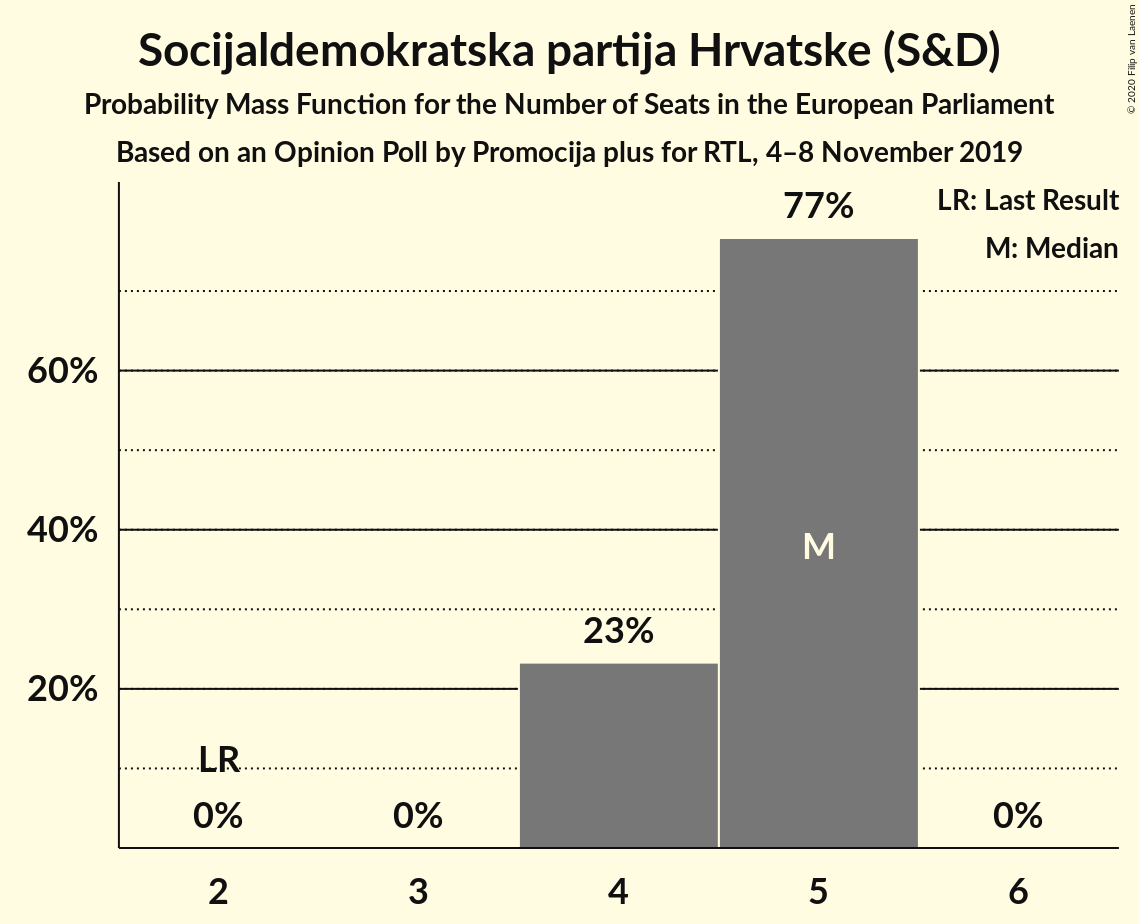 Socijaldemokratska partija Hrvatske (S&D)
Probability Mass Function for the Number of Seats in the European Parliament
Based on an Opinion Poll by Promocija plus for RTL, 4–8 November 2019
© 2020 Filip van Laenen
LR: Last Result
M: Median
77%
60%
40%
M
23%
20%
LR
0%
0%
0%
2
3
4
5
6